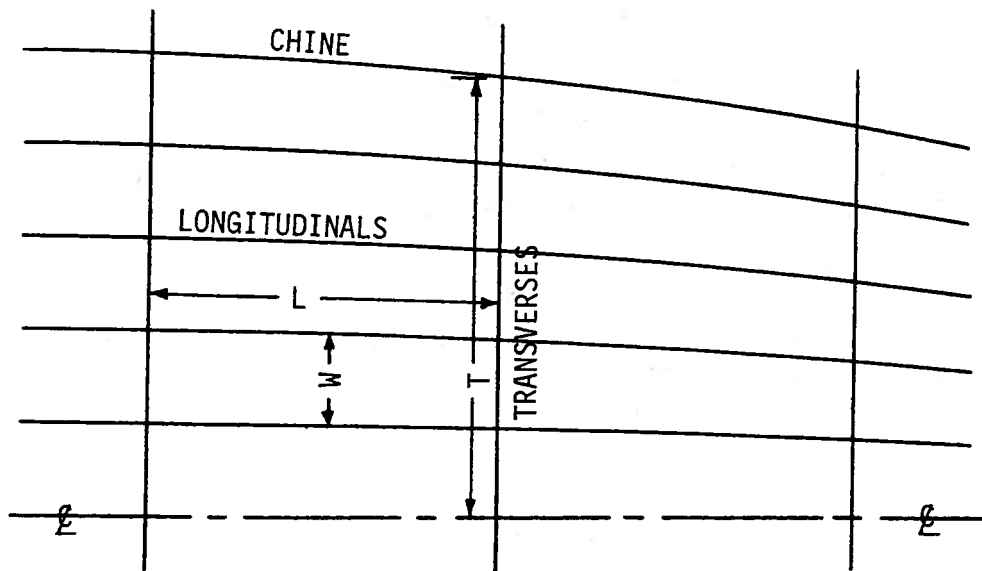 CHINE
LONGITUDINALS
L
W
T
TRANSVERSES
℄
℄